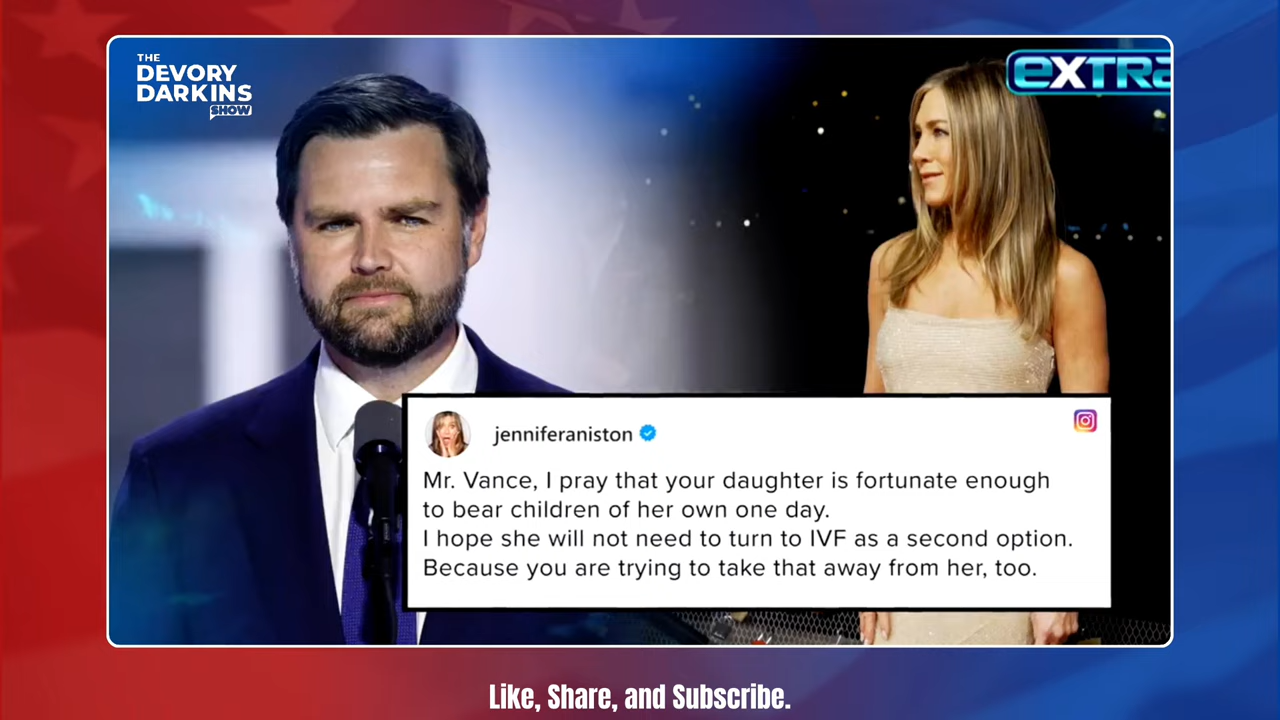 THE
DEVORY
DARKINS
SHOW
eXTRa
jenniferaniston
Mr. Vance, I pray that your daughter is fortunate enough
to bear children of her own one day.
I hope she will not need to turn to IVF as a second option.
Because you are trying to take that away from her, too.
Like, Share, and Subscribe.